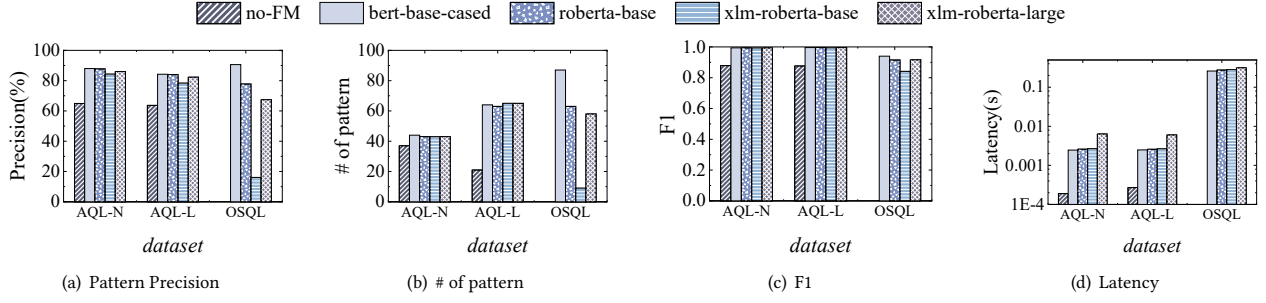 no-FM bert-base-cased roberta-base xlm-roberta-base xlm-roberta-large
Precision(%)
100
80
60
40
20
0
AQL-N AQL-L OSQL
dataset
(a) Pattern Precision
# of pattern
100
80
60
40
20
0
AQL-N AQL-L OSQL
dataset
(b) # of pattern
F1
1.0
0.8
0.6
0.4
0.2
0.0
AQL-N AQL-L OSQL
dataset
(c) F1
Latency(s)
0.1
0.01
0.001
1E-4
AQL-N AQL-L OSQL
dataset
(d) Latency